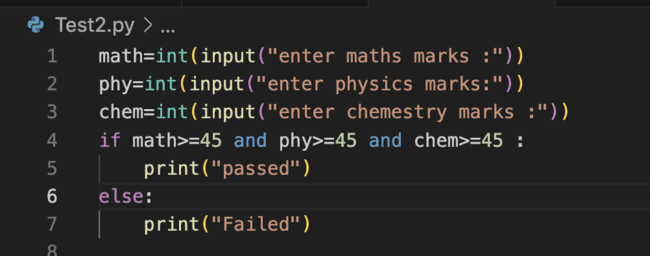 Test2.py > ...
1 math=int(input("enter maths marks :"))
2 phy=int(input("enter physics marks:"))
3 chem=int(input("enter chemestry marks :"))
4 if math>=45 and phy>=45 and chem>=45 :
5     print("passed")
6 else:
7     print("Failed")
8